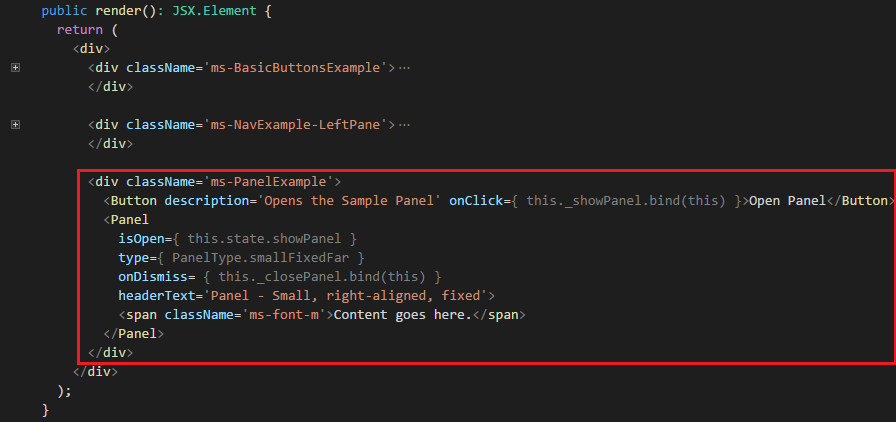 public render(): JSX.Element {
return (
<div>
<div className='ms-BasicButtonsExample'>...
</div>
<div className='ms-NavExample-LeftPane'>...
</div>
<div className='ms-PanelExample'>
<Button description='Opens the Sample Panel' onClick={ this._showPanel.bind(this) }>Open Panel</Button>
<Panel
isOpen={ this.state.showPanel }
type={ PanelType.smallFixedFar }
onDismiss= { this._closePanel.bind(this) }
headerText='Panel - Small, right-aligned, fixed'>
<span className='ms-font-m'>Content goes here.</span>
</Panel>
</div>
</div>
);
}